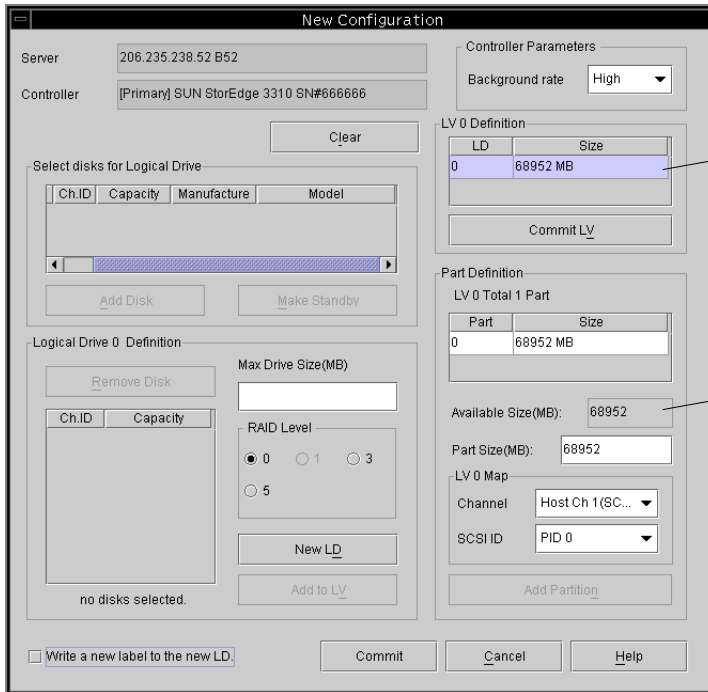 New Configuration
Server
206.235.238.52 B52
Controller
[Primary] SUN StorEdge 3310 SN#666666
Clear
Select disks for Logical Drive
Ch.ID Capacity Manufacture Model
Add Disk
Make Standby
Logical Drive 0 Definition
Remove Disk
Ch.ID Capacity
no disks selected.
Max Drive Size(MB)
RAID Level
0 1 3
5
New LD
Add to LV
Controller Parameters
Background rate
High
LV 0 Definition
LD Size
0 68952 MB
Commit LV
Part Definition
LV 0 Total 1 Part
Part Size
0 68952 MB
Available Size(MB): 68952
Part Size(MB): 68952
LV 0 Map
Channel Host Ch 1(SC...
SCSI ID PID 0
Add Partition
Write a new label to the new LD.
Commit
Cancel
Help